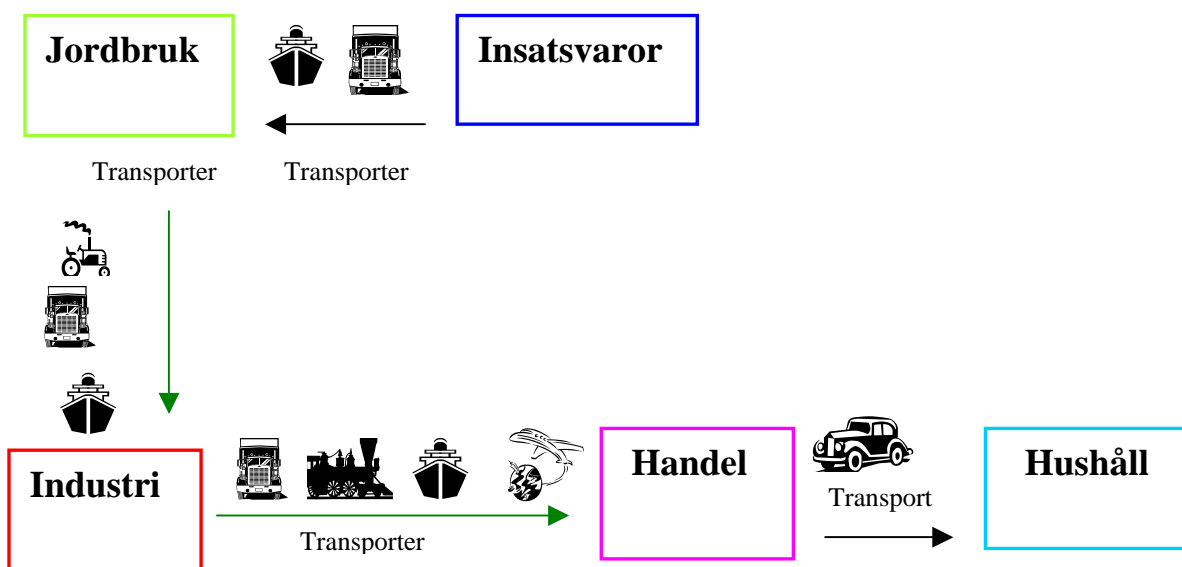 Jordbruk
Insatsvaror
Transporter
Transporter
Industri
Transporter
Handel
Transport
Hushåll